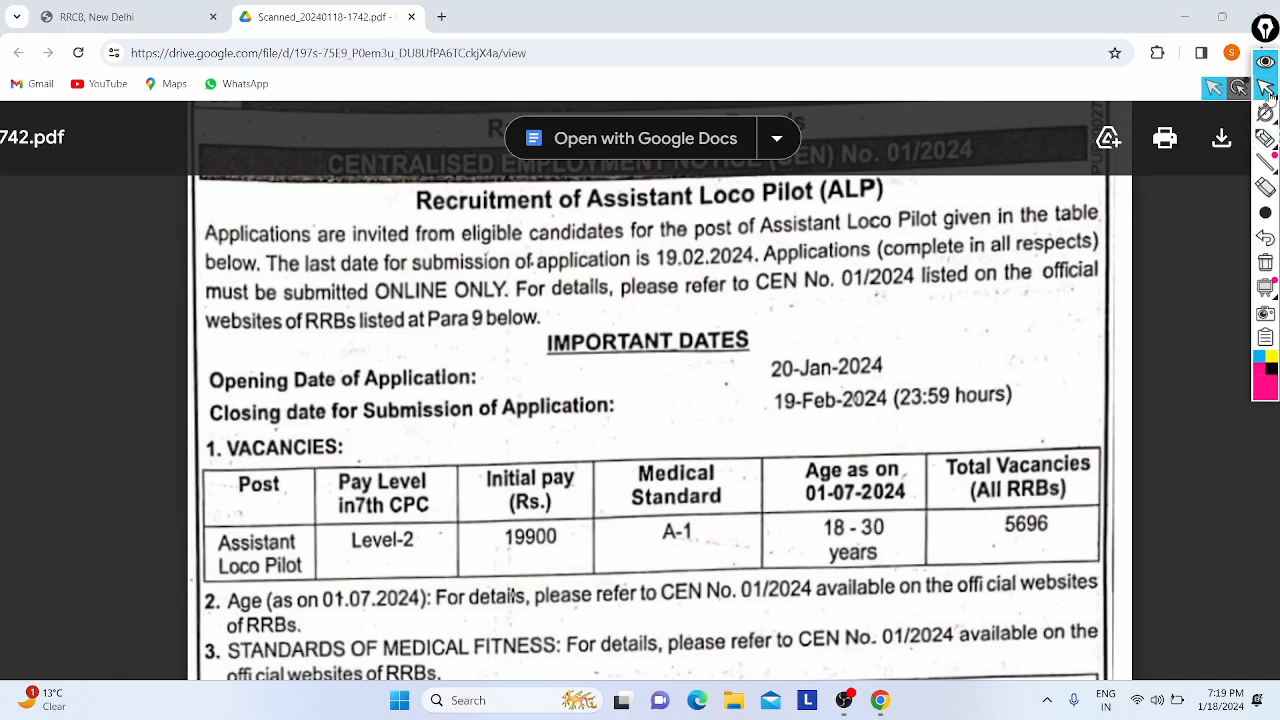 RRCB, New Delhi
Scanned_20240118-1742.pdf -
https://drive.google.com/file/d/197s-75E9_P0em3u_DU8UfPA6TCckjX4a/view
S
Gmail YouTube Maps WhatsApp
742.pdf
Open with Google Docs
CENTRALISED EMPLOYMENT NOTICE (CEN) No. 01/2024
Recruitment of Assistant Loco Pilot (ALP)
Applications are invited from eligible candidates for the post of Assistant Loco Pilot given in the table
below. The last date for submission of application is 19.02.2024. Applications (complete in all respects)
must be submitted ONLINE ONLY. For details, please refer to CEN No. 01/2024 listed on the official
websites of RRBs listed at Para 9 below.
IMPORTANT DATES
Opening Date of Application: 20-Jan-2024
Closing date for Submission of Application: 19-Feb-2024 (23:59 hours)
1. VACANCIES:
Post Pay Level in7th CPC Initial pay (Rs.) Medical Standard Age as on 01-07-2024 Total Vacancies (All RRBs)
Assistant Loco Pilot Level-2 19900 A-1 18 - 30 years 5696
2. Age (as on 01.07.2024): For details, please refer to CEN No. 01/2024 available on the offi cial websites
of RRBs.
3. STANDARDS OF MEDICAL FITNESS: For details, please refer to CEN No. 01/2024 available on the
offi cial websites of RRBs.
1
13°C
Clear
Search
L
ENG
IN
7:19 PM
1/18/2024